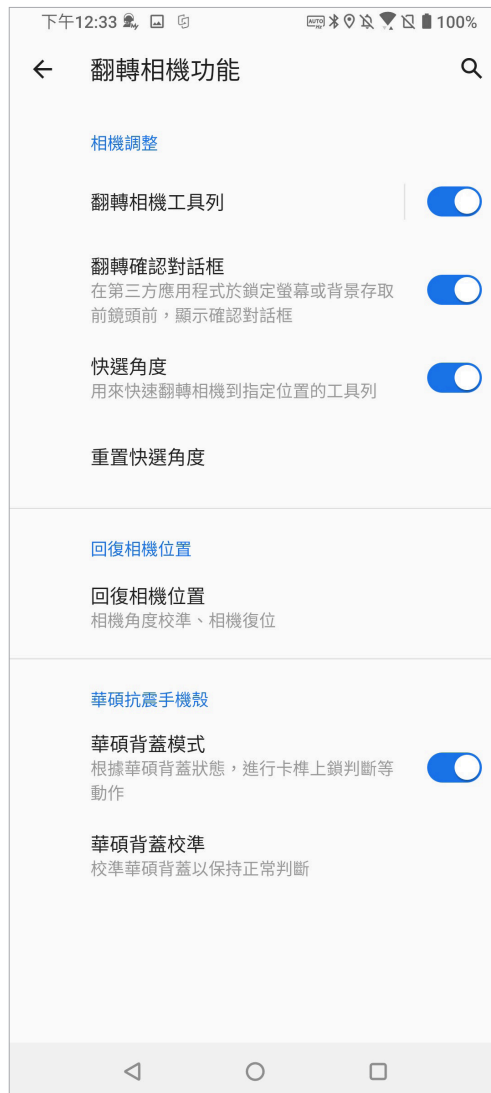 下午12:33 100%
翻轉相機功能
相機調整
翻轉相機工具列
翻轉確認對話框
在第三方應用程式於鎖定螢幕或背景存取
前鏡頭前，顯示確認對話框
快選角度
用來快速翻轉相機到指定位置的工具列
重置快選角度
回復相機位置
回復相機位置
相機角度校準、相機復位
華碩抗震手機殼
華碩背蓋模式
根據華碩背蓋狀態，進行卡榫上鎖判斷等
動作
華碩背蓋校準
校準華碩背蓋以保持正常判斷